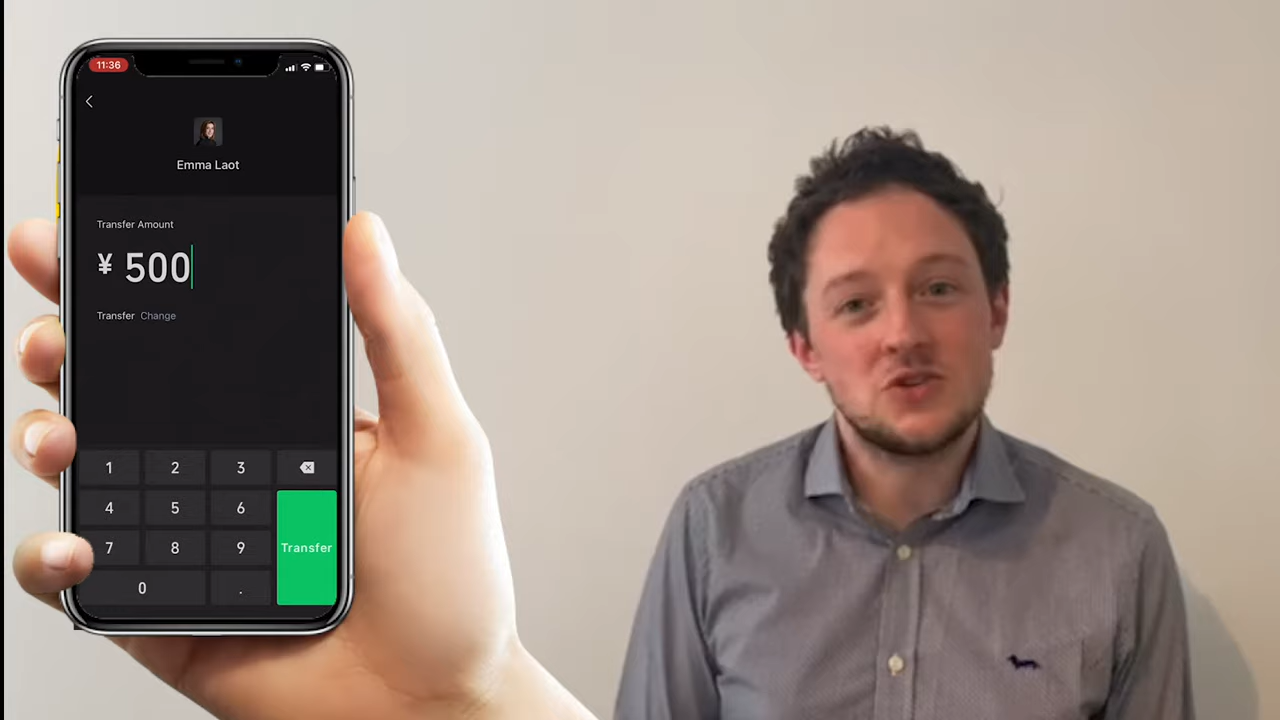 11:36
Emma Laot
Transfer Amount
¥ 500
Transfer Change
1 2 3
4 5 6
7 8 9
Transfer
0 .